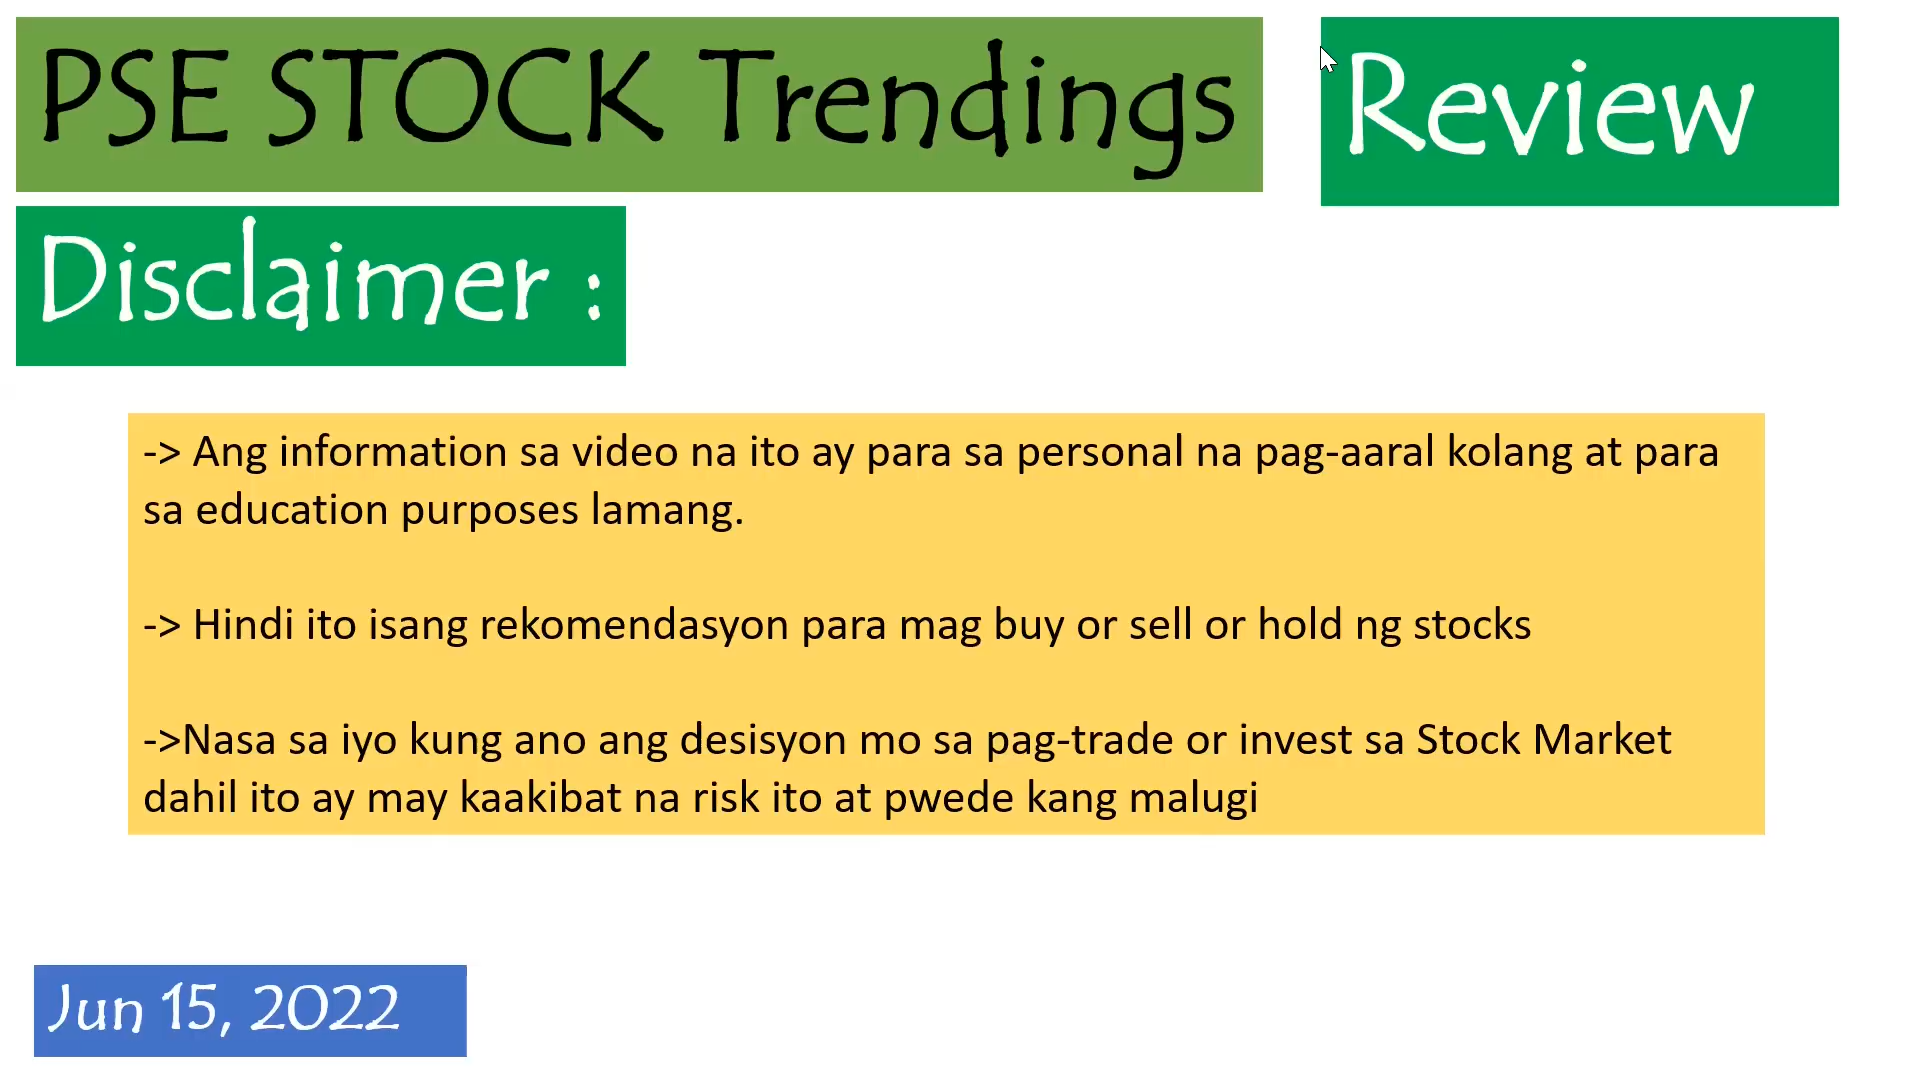 PSE STOCK Trendings
Review
Disclaimer :
-> Ang information sa video na ito ay para sa personal na pag-aaral kolang at para
sa education purposes lamang.
-> Hindi ito isang rekomendasyon para mag buy or sell or hold ng stocks
->Nasa sa iyo kung ano ang desisyon mo sa pag-trade or invest sa Stock Market
dahil ito ay may kaakibat na risk ito at pwede kang malugi
Jun 15, 2022